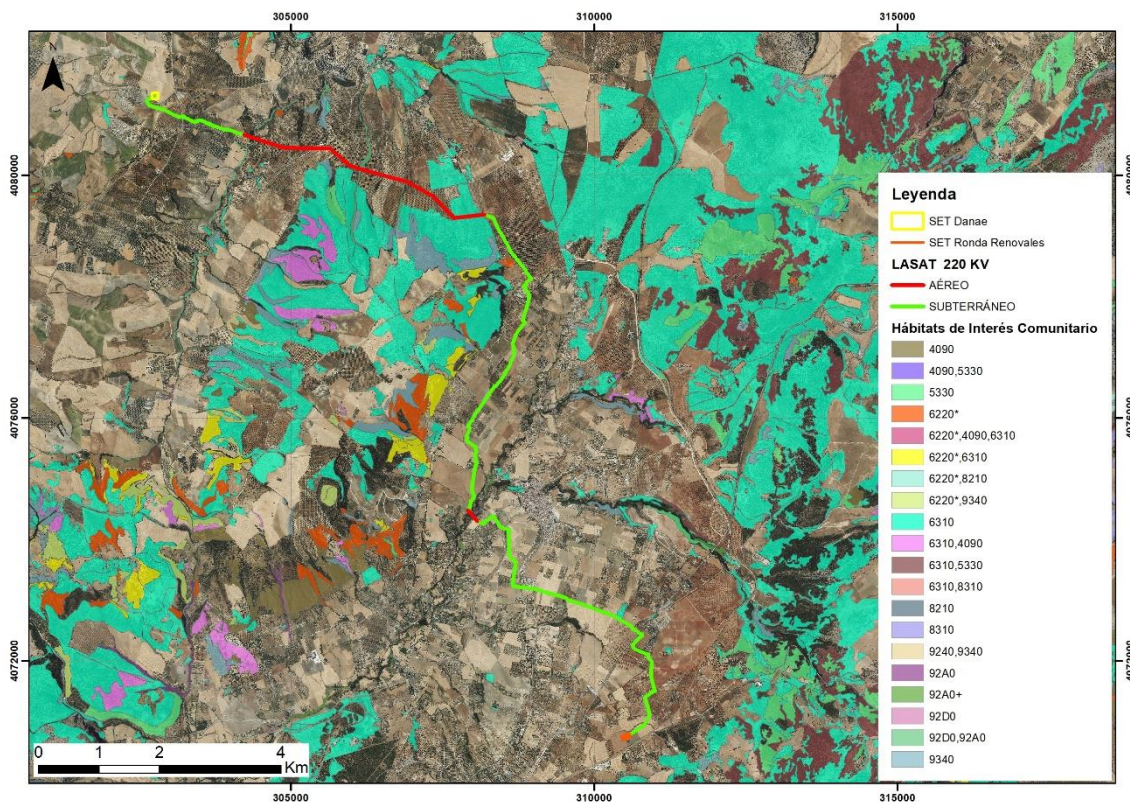 305000
310000
315000
N
4080000
4080000
4076000
4076000
4072000
4072000
Leyenda
SET Danae
SET Ronda Renovales
LASAT 220 KV
AÉREO
SUBTERRÁNEO
Hábitats de Interés Comunitario
4090
4090,5330
5330
6220*
6220*,4090,6310
6220*,6310
6220*,8210
6220*,9340
6310
6310,4090
6310,5330
6310,8310
8210
8310
9240,9340
92A0
92A0+
92D0
92D0,92A0
9340
0 1 2 4
Km
305000
310000
315000